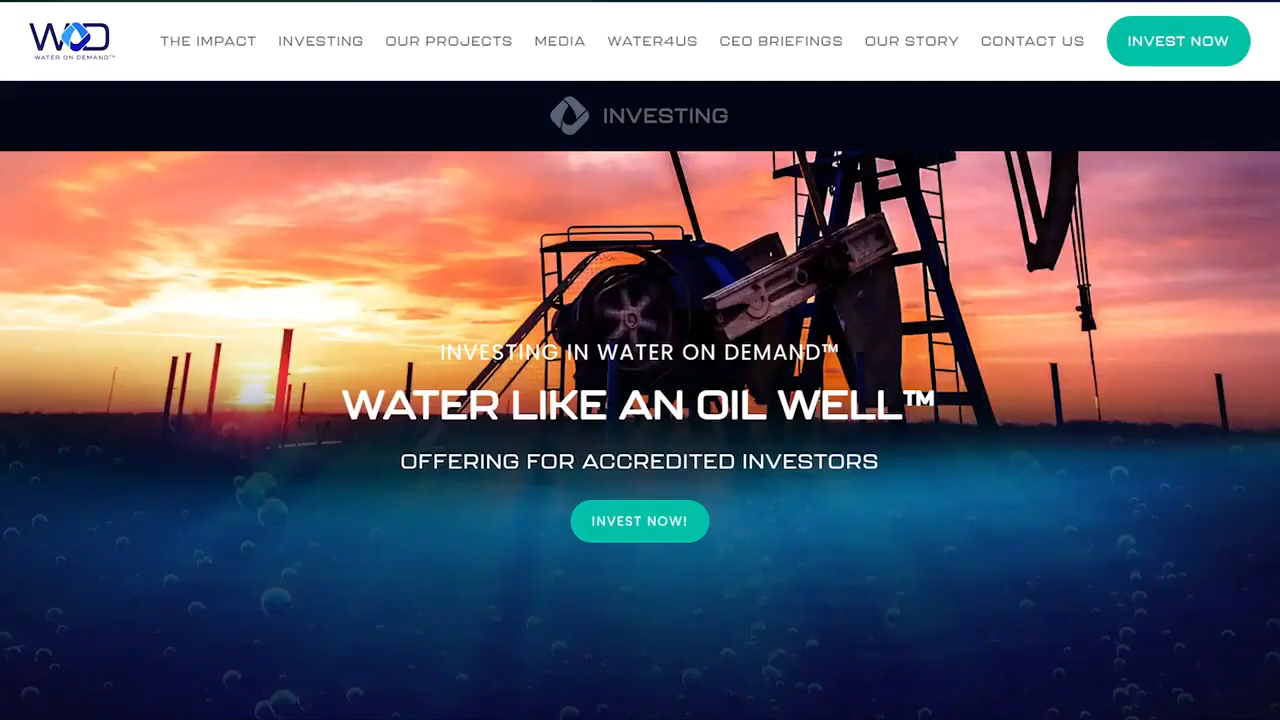 WOD
WATER ON DEMAND™
THE IMPACT
INVESTING
OUR PROJECTS
MEDIA
WATER4US
CEO BRIEFINGS
OUR STORY
CONTACT US
INVEST NOW
INVESTING
INVESTING IN WATER ON DEMAND™
WATER LIKE AN OIL WELL™
OFFERING FOR ACCREDITED INVESTORS
INVEST NOW!